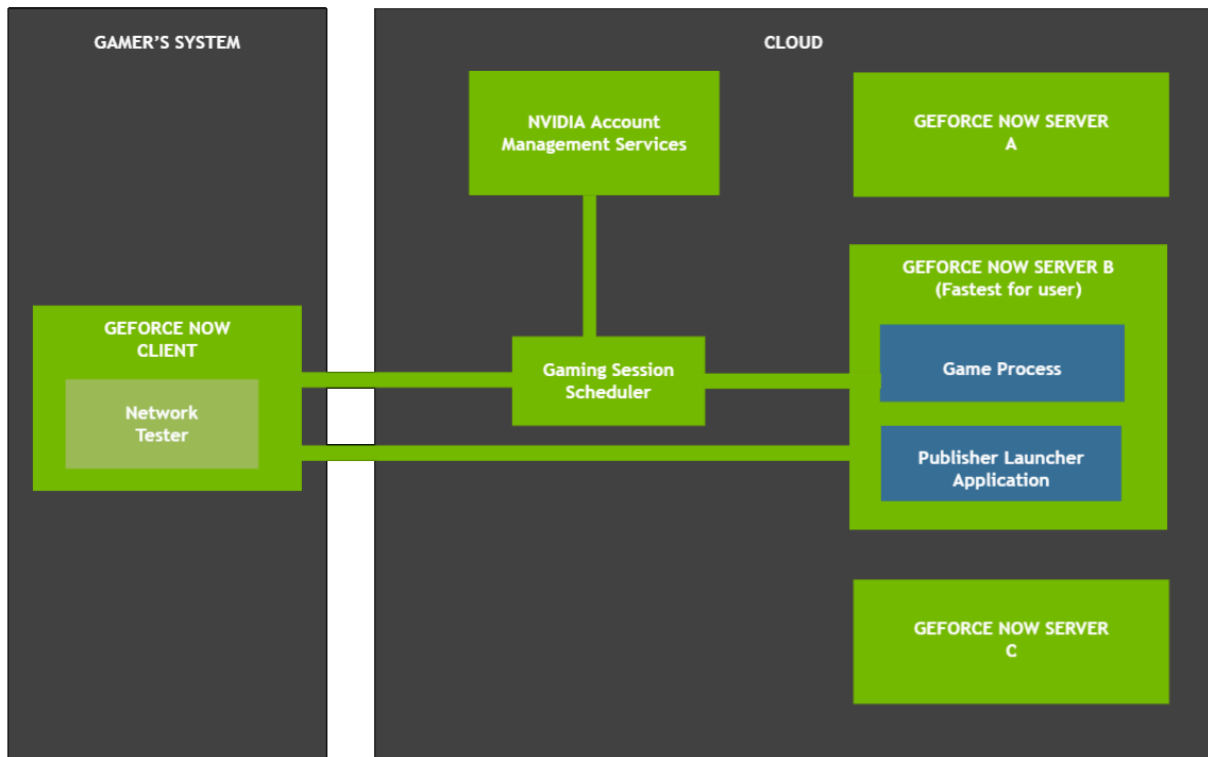 GAMER’S SYSTEM
GEFORCE NOW
CLIENT
Network
Tester
CLOUD
NVIDIA Account
Management Services
Gaming Session
Scheduler
GEFORCE NOW SERVER
A
GEFORCE NOW SERVER B
(Fastest for user)
Game Process
Publisher Launcher
Application
GEFORCE NOW SERVER
C